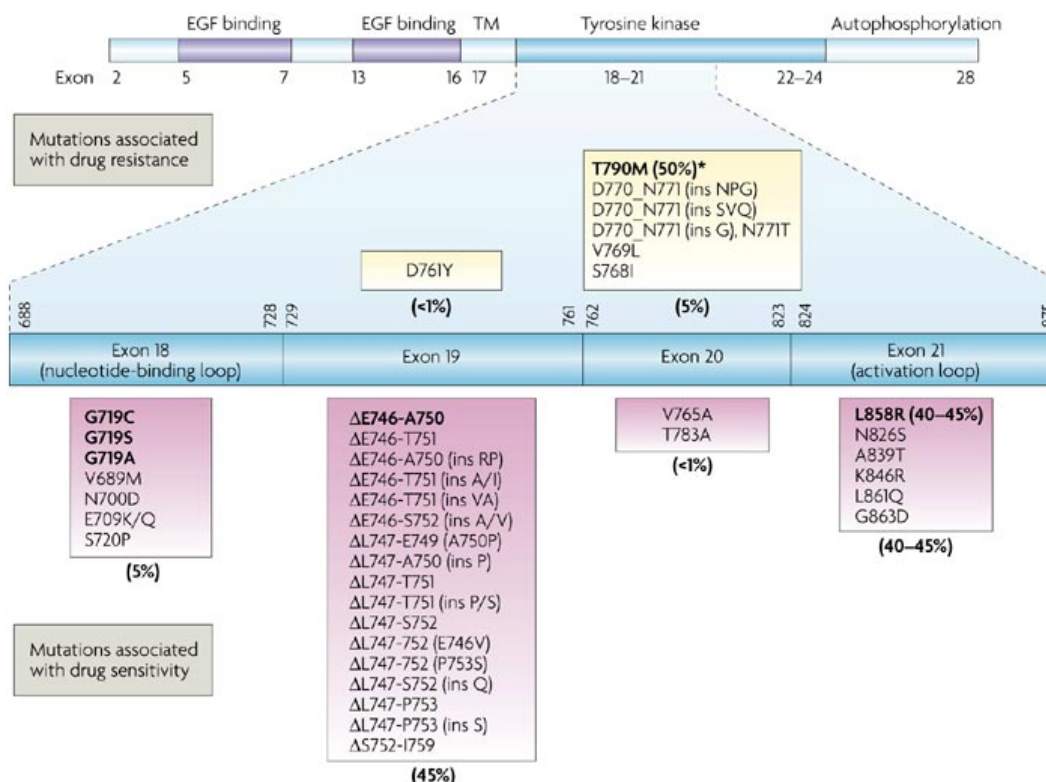 EGF binding EGF binding TM Tyrosine kinase Autophosphorylation
Exon 2 5 7 13 16 17 18–21 22–24 28
Mutations associated
with drug resistance
T790M (50%)*
D770_N771 (ins NPG)
D770_N771 (ins SVQ)
D770_N771 (ins G), N771T
V769L
S768I
(5%)
D761Y
(<1%)
688 728 729 761 762 823 824 875
Exon 18
(nucleotide-binding loop)
Exon 19
Exon 20
Exon 21
(activation loop)
G719C
G719S
G719A
V689M
N700D
E709K/Q
S720P
(5%)
ΔE746-A750
ΔE746-T751
ΔE746-A750 (ins RP)
ΔE746-T751 (ins A/I)
ΔE746-T751 (ins VA)
ΔE746-S752 (ins A/V)
ΔL747-E749 (A750P)
ΔL747-A750 (ins P)
ΔL747-T751
ΔL747-T751 (ins P/S)
ΔL747-S752
ΔL747-752 (E746V)
ΔL747-752 (P753S)
ΔL747-S752 (ins Q)
ΔL747-P753
ΔL747-P753 (ins S)
ΔS752-I759
(45%)
V765A
T783A
(<1%)
L858R (40–45%)
N826S
A839T
K846R
L861Q
G863D
(40–45%)
Mutations associated
with drug sensitivity